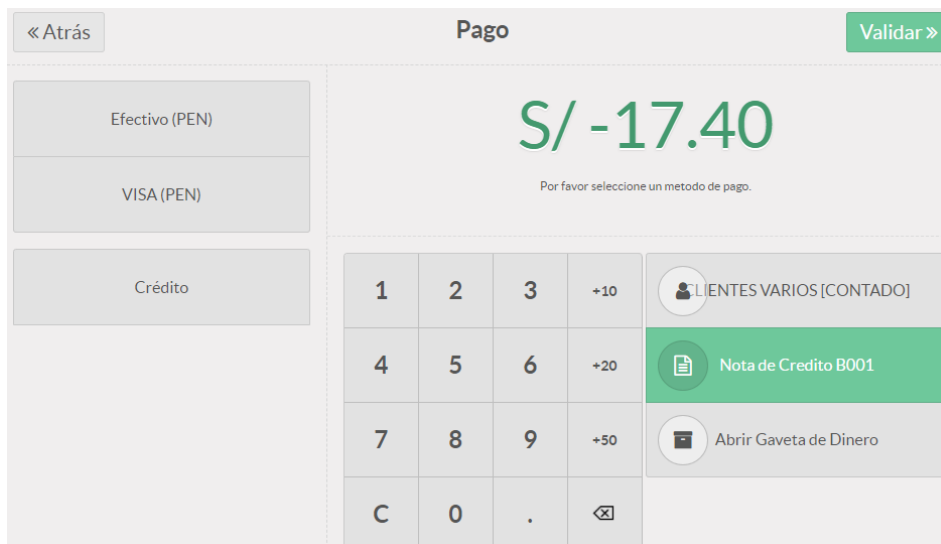 « Atrás
Pago
Validar »
Efectivo (PEN)
VISA (PEN)
Crédito
S/ -17.40
Por favor seleccione un metodo de pago.
1 2 3 +10
4 5 6 +20
7 8 9 +50
C 0 .
CLIENTES VARIOS [CONTADO]
Nota de Credito B001
Abrir Gaveta de Dinero